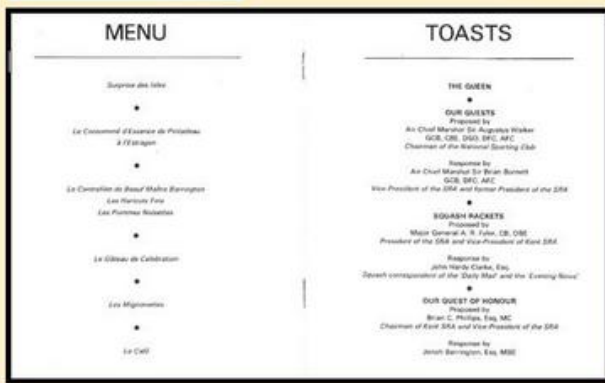 MENU
Surprise des Isles
Le Consommé d'Essence de Pintadeau
à l'Estragon
Le Contrefilet de Boeuf Maître Barrington
Les Haricots Fins
Les Pommes Noisettes
Le Gâteau de Célébration
Les Mignonettes
Le Café
TOASTS
THE QUEEN
OUR GUESTS
Proposed by
Air Chief Marshal Sir Augustus Walker
GCB, CBE, DSO, DFC, AFC
Chairman of the National Sporting Club
Response by
Air Chief Marshal Sir Brian Burnett
GCB, DFC, AFC
Vice-President of the SRA and former President of the SRA
SQUASH RACKETS
Proposed by
Major General A. R. Fyler, CB, OBE
President of the SRA and Vice-President of Kent SRA
Response by
John Hardy-Clarke, Esq.
Squash correspondent of the 'Daily Mail' and the 'Evening News'
OUR GUEST OF HONOUR
Proposed by
Brian C. Phillips, Esq, MC
Chairman of Kent SRA and Vice-President of the SRA
Response by
Jonah Barrington, Esq, MBE